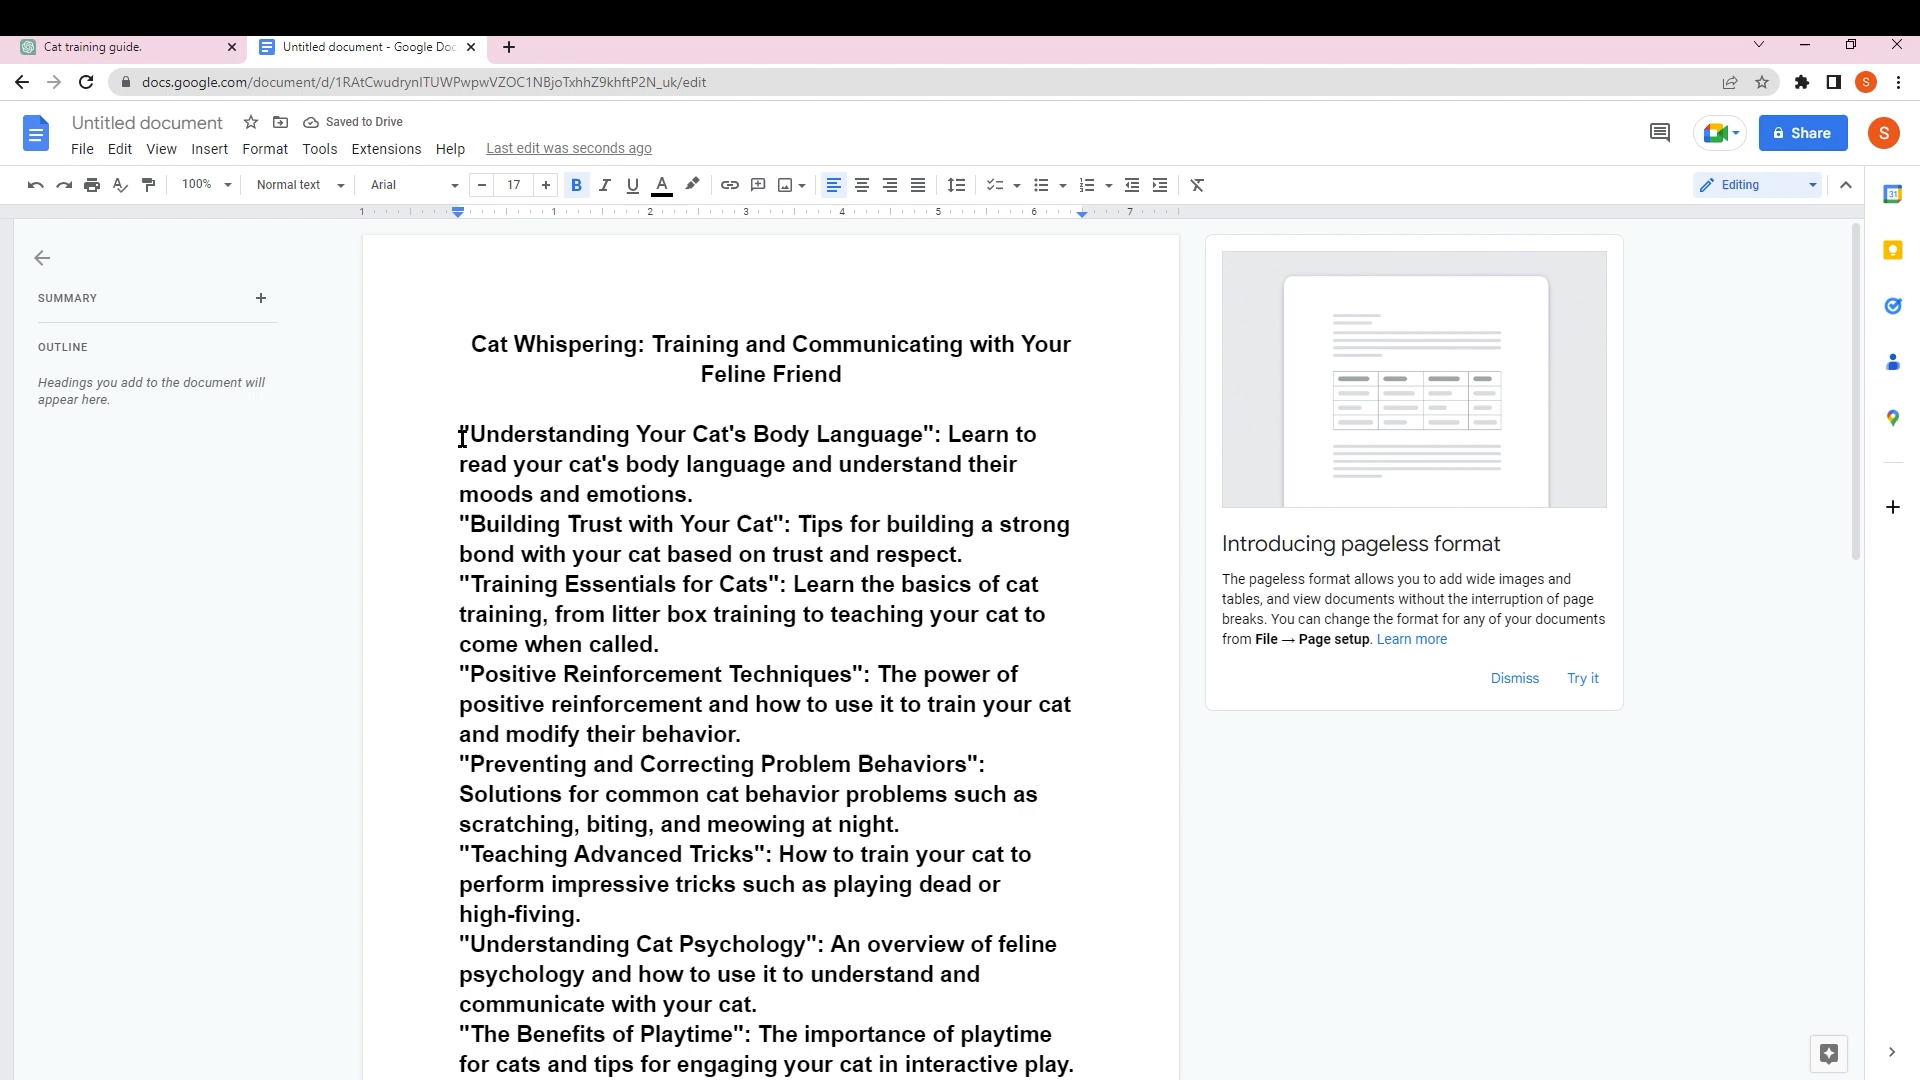 Cat training guide.
Untitled document - Google Doc
docs.google.com/document/d/1RAtCwudrynITUWPwpwVZOC1NBjoTxhhZ9khftP2N_uk/edit
S
Untitled document
Saved to Drive
Share
S
File Edit View Insert Format Tools Extensions Help Last edit was seconds ago
100% Normal text Arial 17 B I U A Editing
31
1 1 2 3 4 5 6 7
SUMMARY
OUTLINE
Headings you add to the document will
appear here.
Cat Whispering: Training and Communicating with Your
Feline Friend
"Understanding Your Cat's Body Language": Learn to
read your cat's body language and understand their
moods and emotions.
"Building Trust with Your Cat": Tips for building a strong
bond with your cat based on trust and respect.
"Training Essentials for Cats": Learn the basics of cat
training, from litter box training to teaching your cat to
come when called.
"Positive Reinforcement Techniques": The power of
positive reinforcement and how to use it to train your cat
and modify their behavior.
"Preventing and Correcting Problem Behaviors":
Solutions for common cat behavior problems such as
scratching, biting, and meowing at night.
"Teaching Advanced Tricks": How to train your cat to
perform impressive tricks such as playing dead or
high-fiving.
"Understanding Cat Psychology": An overview of feline
psychology and how to use it to understand and
communicate with your cat.
"The Benefits of Playtime": The importance of playtime
for cats and tips for engaging your cat in interactive play.
Introducing pageless format
The pageless format allows you to add wide images and
tables, and view documents without the interruption of page
breaks. You can change the format for any of your documents
from File → Page setup. Learn more
Dismiss Try it